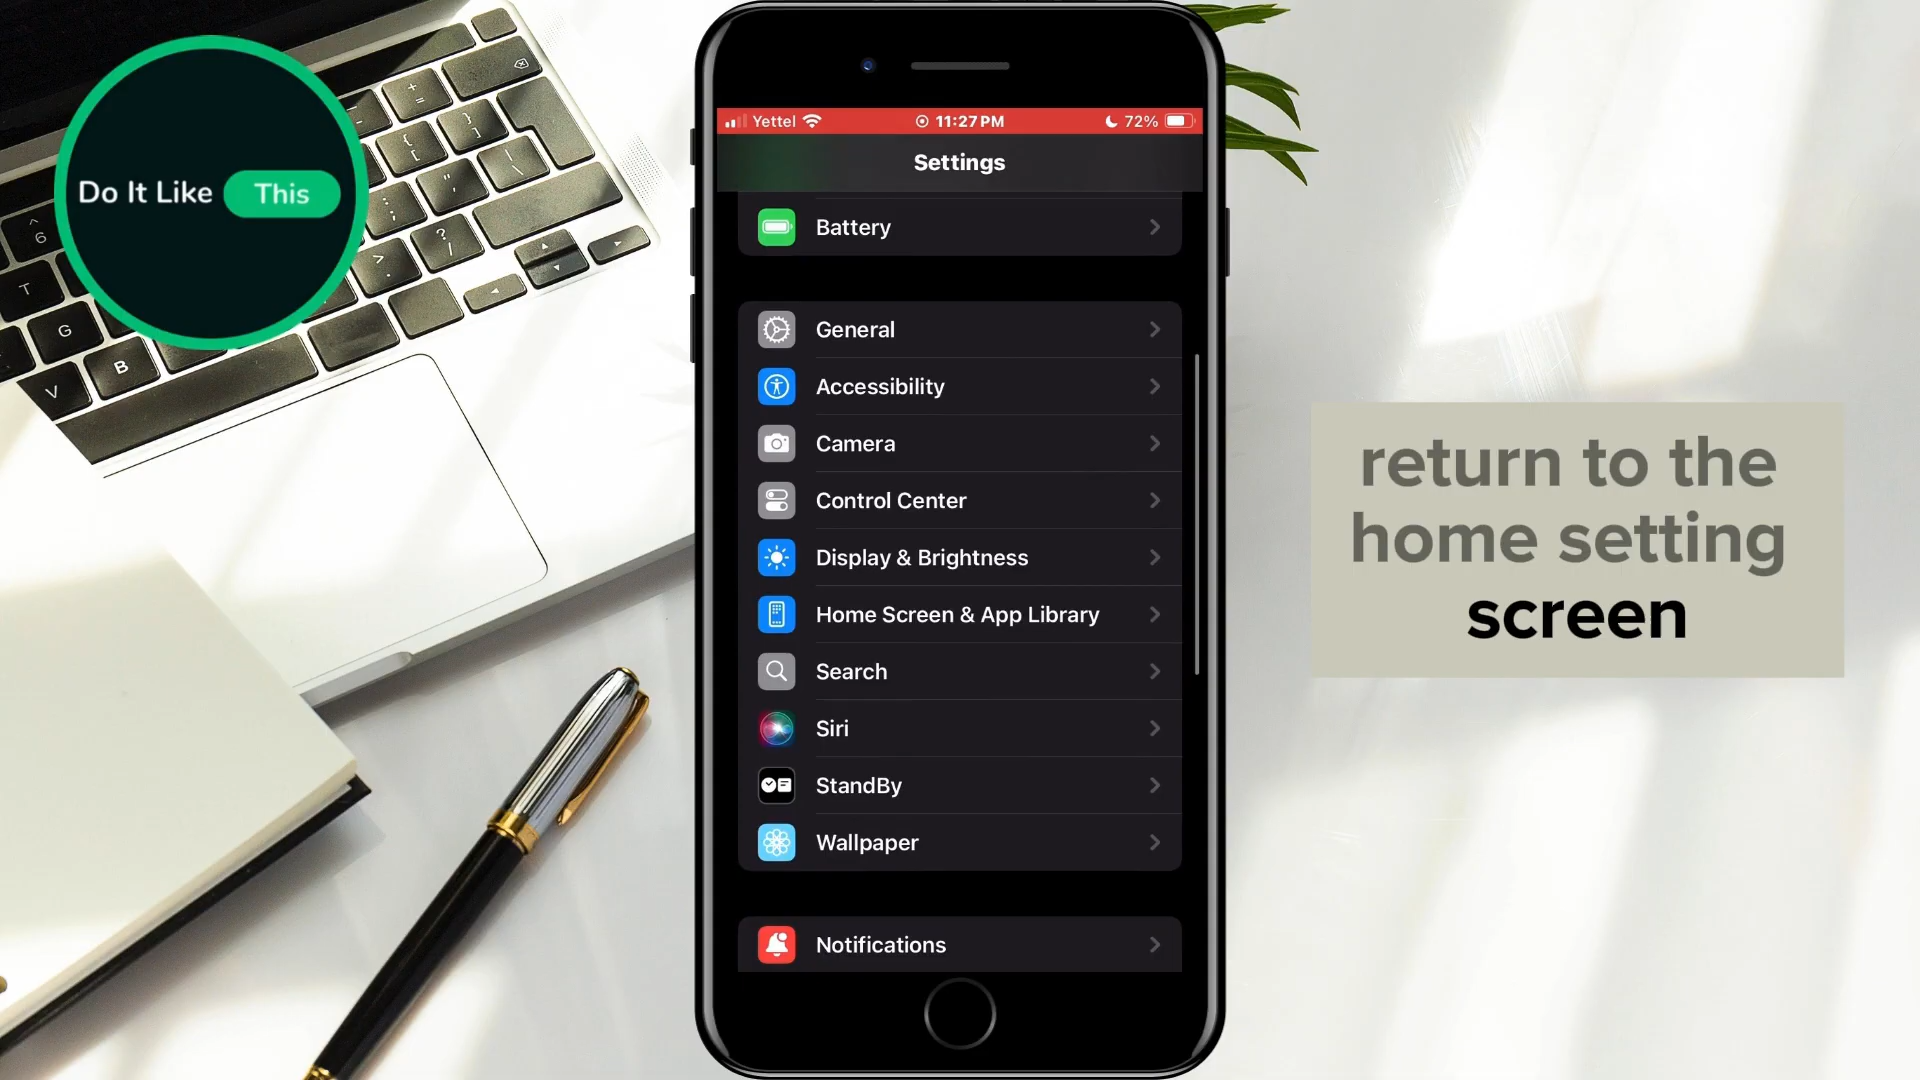 Do It Like This
Yettel 11:27 PM 72%
Settings
Battery
General
Accessibility
Camera
Control Center
Display & Brightness
Home Screen & App Library
Search
Siri
StandBy
Wallpaper
Notifications
return to the
home setting
screen
6
T
G
B
V